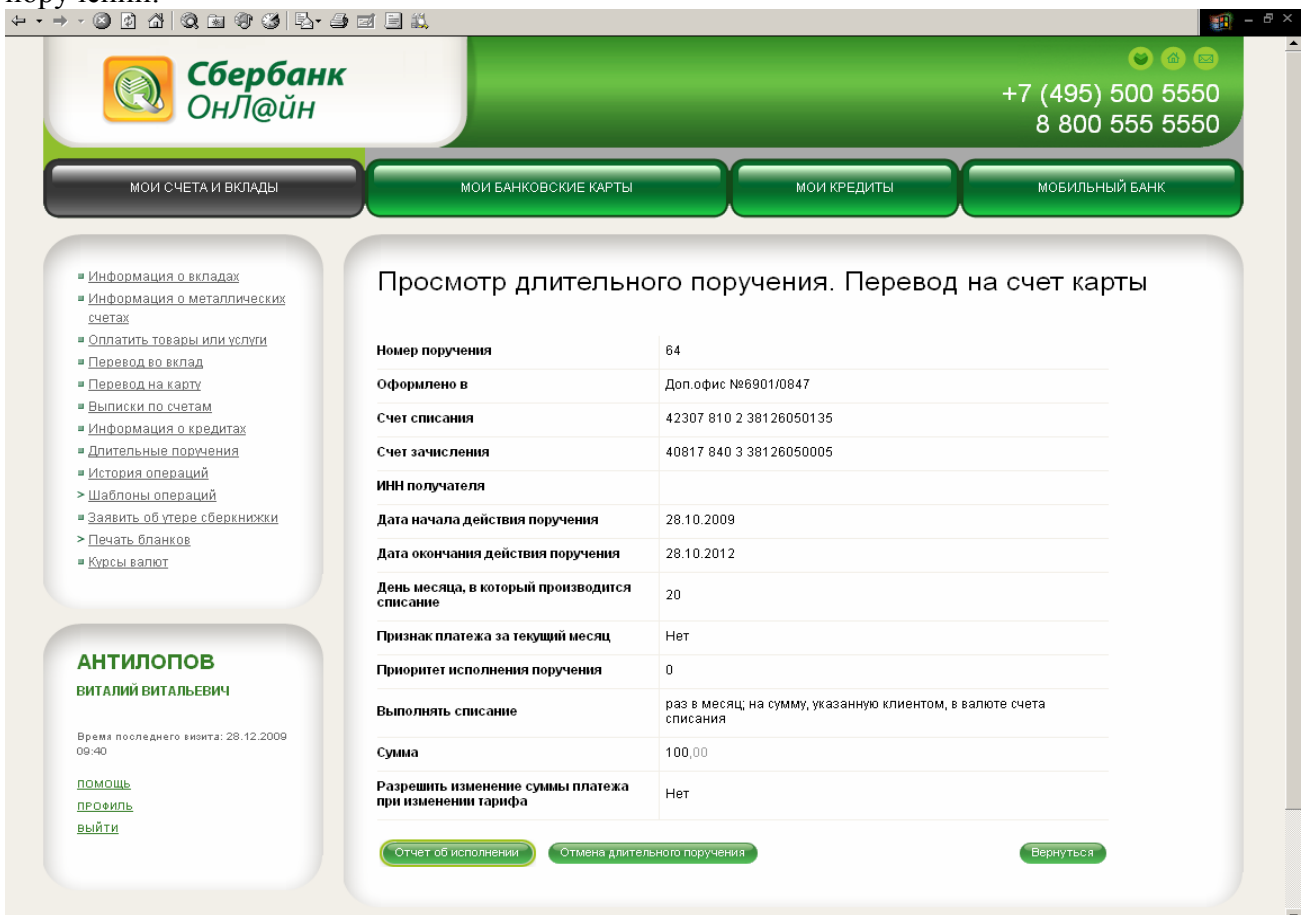 поручений.
Сбербанк
ОнЛ@йн
+7 (495) 500 5550
8 800 555 5550
МОИ СЧЕТА И ВКЛАДЫ
МОИ БАНКОВСКИЕ КАРТЫ
МОИ КРЕДИТЫ
МОБИЛЬНЫЙ БАНК
Информация о вкладах
Информация о металлических
счетах
Оплатить товары или услуги
Перевод во вклад
Перевод на карту
Выписки по счетам
Информация о кредитах
Длительные поручения
История операций
> Шаблоны операций
Заявить об утере сберкнижки
> Печать бланков
Курсы валют
АНТИЛОПОВ
ВИТАЛИЙ ВИТАЛЬЕВИЧ
Время последнего визита: 28.12.2009
09:40
ПОМОЩЬ
ПРОФИЛЬ
ВЫЙТИ
Просмотр длительного поручения. Перевод на счет карты
Номер поручения 64
Оформлено в Доп.офис №6901/0847
Счет списания 42307 810 2 38126050135
Счет зачисления 40817 840 3 38126050005
ИНН получателя
Дата начала действия поручения 28.10.2009
Дата окончания действия поручения 28.10.2012
День месяца, в который производится
списание 20
Признак платежа за текущий месяц Нет
Приоритет исполнения поручения 0
Выполнять списание раз в месяц; на сумму, указанную клиентом, в валюте счета
списания
Сумма 100,00
Разрешить изменение суммы платежа
при изменении тарифа Нет
Отчет об исполнении
Отмена длительного поручения
Вернуться